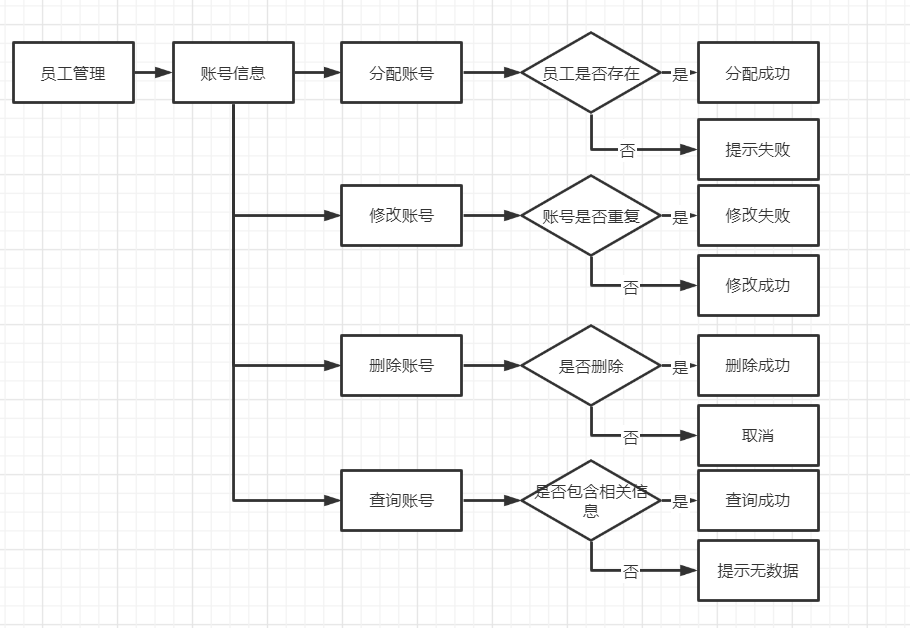 员工管理
账号信息
分配账号
员工是否存在
是
分配成功
否
提示失败
修改账号
账号是否重复
是
修改失败
否
修改成功
删除账号
是否删除
是
删除成功
否
取消
查询账号
是否包含相关信
息
是
查询成功
否
提示无数据